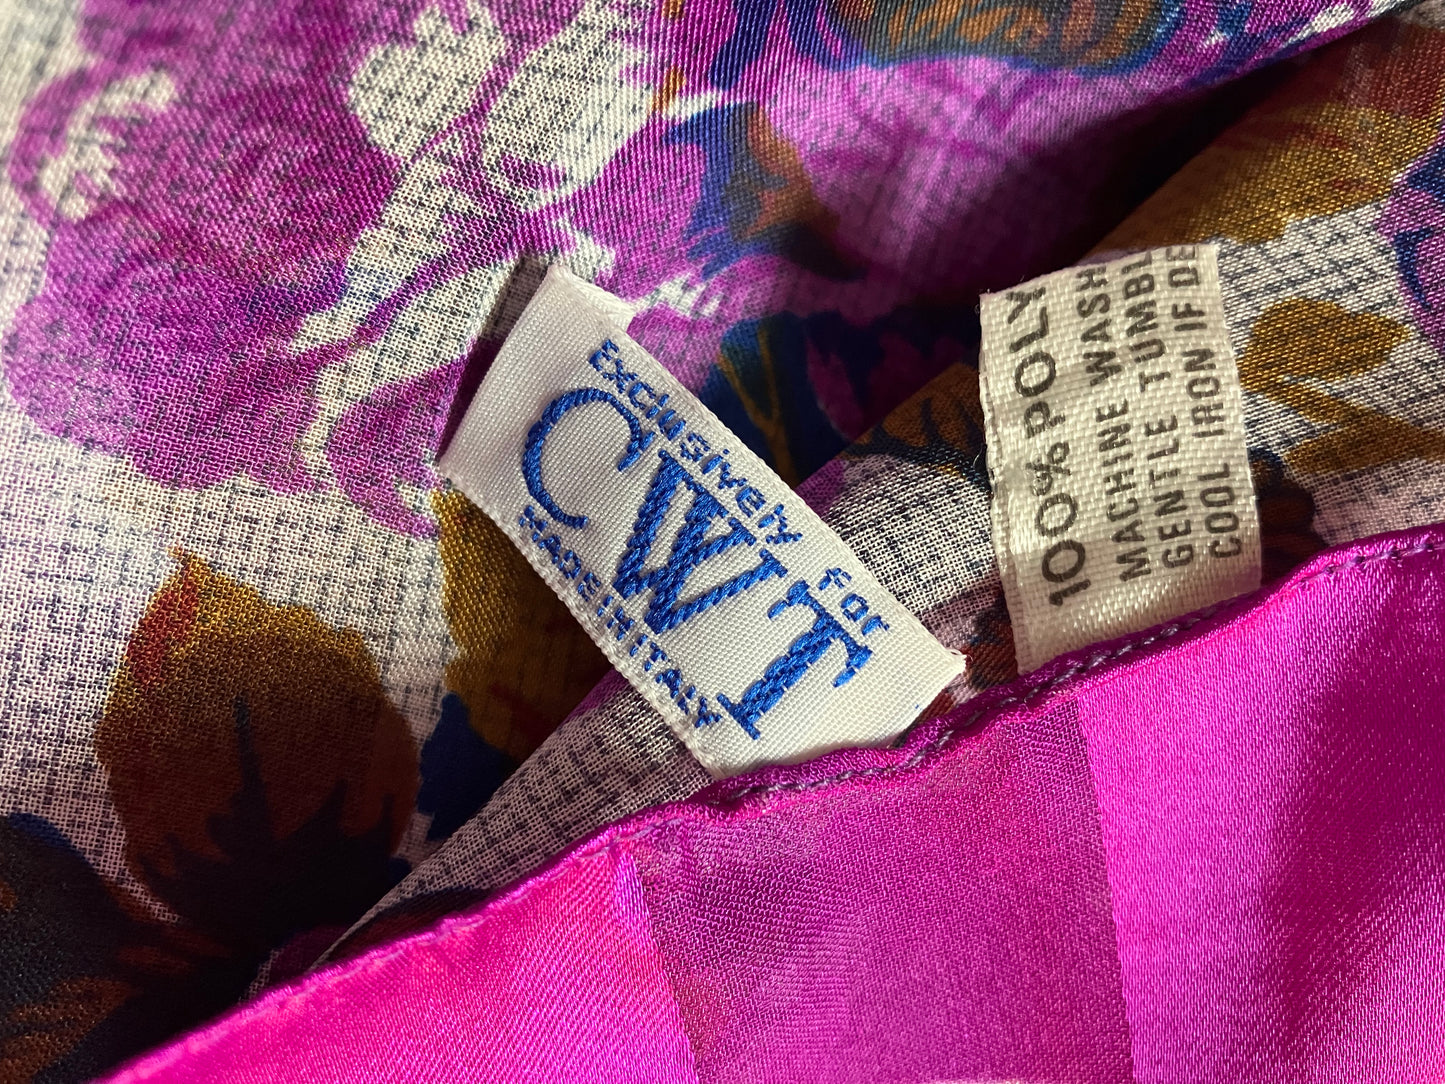 Exclusively for
CWT
MADE IN ITALY
100% POLY
MACHINE WASH
GENTLE TUMBL
COOL IRON IF DE